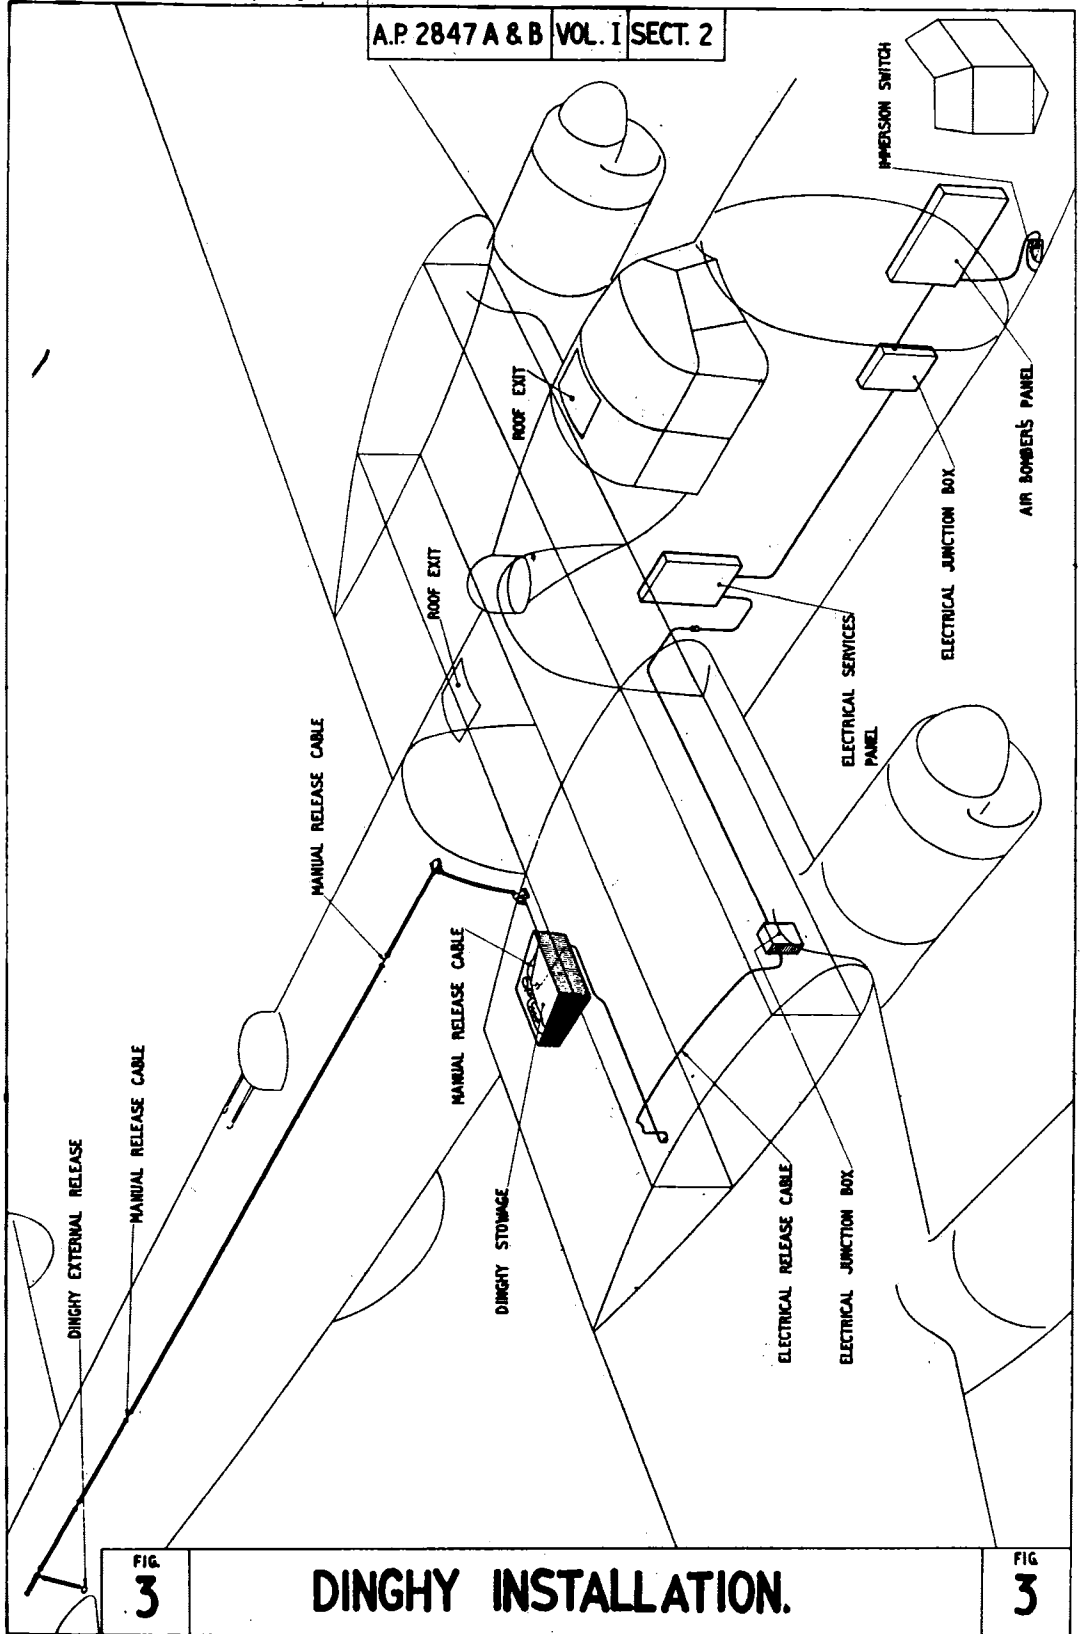 A.P. 2847 A & B VOL. I SECT. 2
IMMERSION SWITCH
ROOF EXIT
ROOF EXIT
AIR BOMBER'S PANEL
ELECTRICAL JUNCTION BOX
ELECTRICAL SERVICES
PANEL
MANUAL RELEASE CABLE
MANUAL RELEASE CABLE
MANUAL RELEASE CABLE
DINGHY EXTERNAL RELEASE
DINGHY STOWAGE
ELECTRICAL RELEASE CABLE
ELECTRICAL JUNCTION BOX
FIG.
3
DINGHY INSTALLATION.
FIG
3